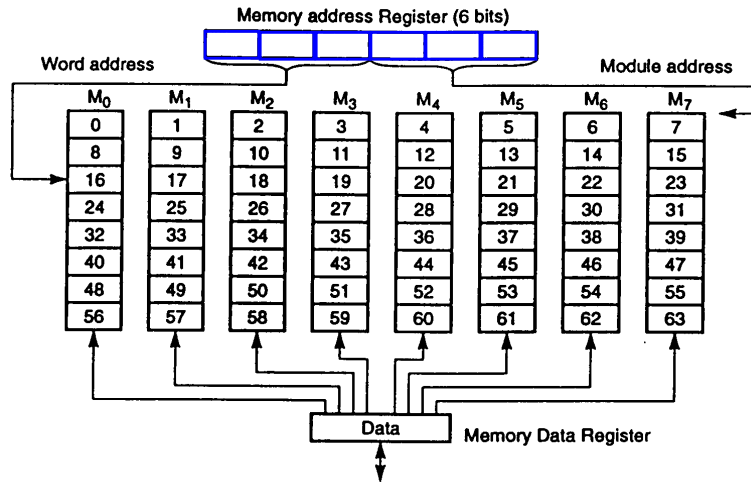 Memory address Register (6 bits)
Word address
Module address
M0 M1 M2 M3 M4 M5 M6 M7
0 1 2 3 4 5 6 7
8 9 10 11 12 13 14 15
16 17 18 19 20 21 22 23
24 25 26 27 28 29 30 31
32 33 34 35 36 37 38 39
40 41 42 43 44 45 46 47
48 49 50 51 52 53 54 55
56 57 58 59 60 61 62 63
Data
Memory Data Register